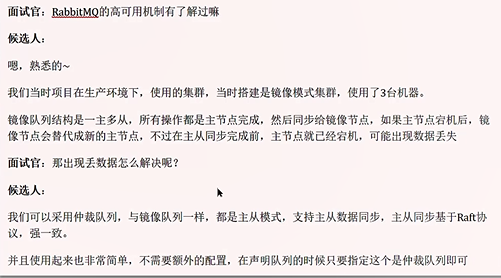 面试官：RabbitMQ的高可用机制有了解过嘛
候选人：
嗯，熟悉的~
我们当时项目在生产环境下，使用的集群，当时搭建是镜像模式集群，使用了3台机器。
镜像队列结构是一主多从，所有操作都是主节点完成，然后同步给镜像节点，如果主节点宕机后，镜
像节点会替代成新的主节点，不过在主从同步完成前，主节点就已经宕机，可能出现数据丢失
面试官：那出现丢数据怎么解决呢？
候选人：
我们可以采用仲裁队列，与镜像队列一样，都是主从模式，支持主从数据同步，主从同步基于Raft协
议，强一致。
并且使用起来也非常简单，不需要额外的配置，在声明队列的时候只要指定这个是仲裁队列即可